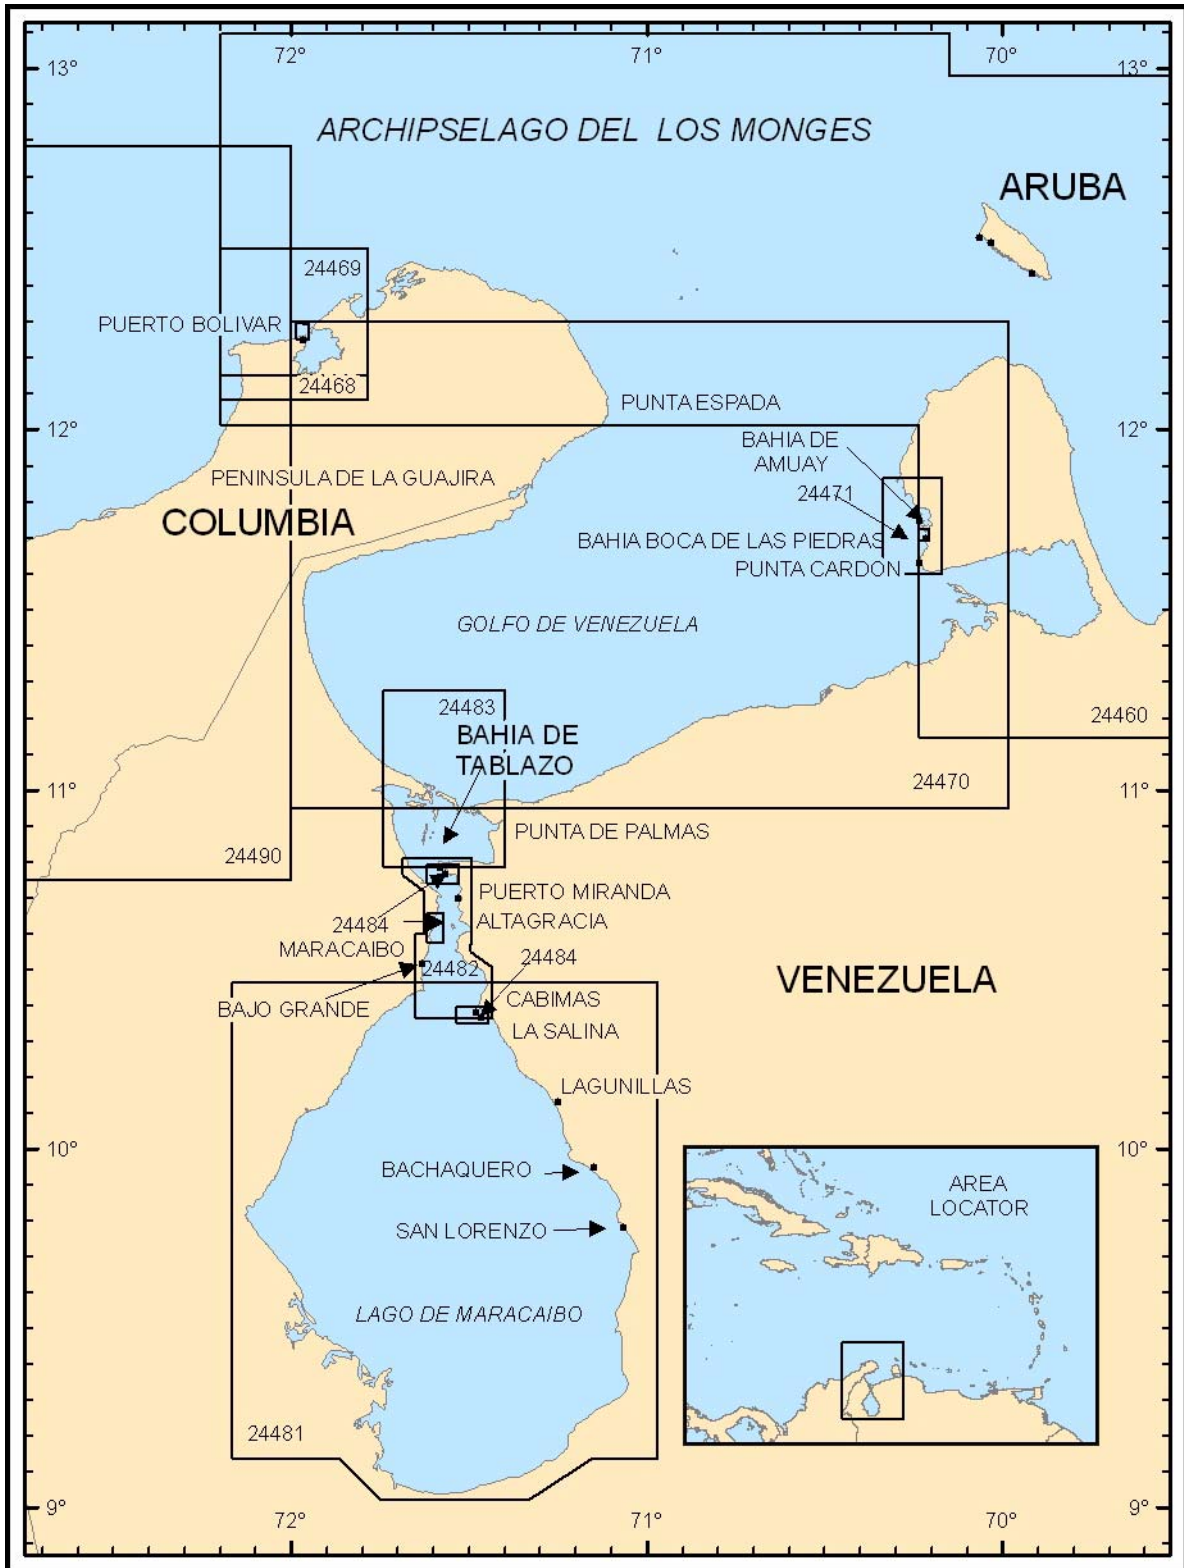 72°
71°
70°
13°
13°
ARCHIPSELAGO DEL LOS MONGES
ARUBA
24469
PUERTO BOLIVAR
24468
PUNTA ESPADA
12°
12°
BAHIA DE
AMUAY
PENINSULA DE LA GUAJIRA
24471
COLUMBIA
BAHIA BOCA DE LAS PIEDRAS
PUNTA CARDON
GOLFO DE VENEZUELA
24483
24460
BAHIA DE
TABLAZO
11°
24470
11°
PUNTA DE PALMAS
24490
PUERTO MIRANDA
24484
ALTAGRACIA
MARACAIBO
24484
24482
VENEZUELA
BAJO GRANDE
CABIMAS
LA SALINA
LAGUNILLAS
10°
10°
BACHAQUERO
AREA
LOCATOR
SAN LORENZO
LAGO DE MARACAIBO
24481
9°
9°
72°
71°
70°